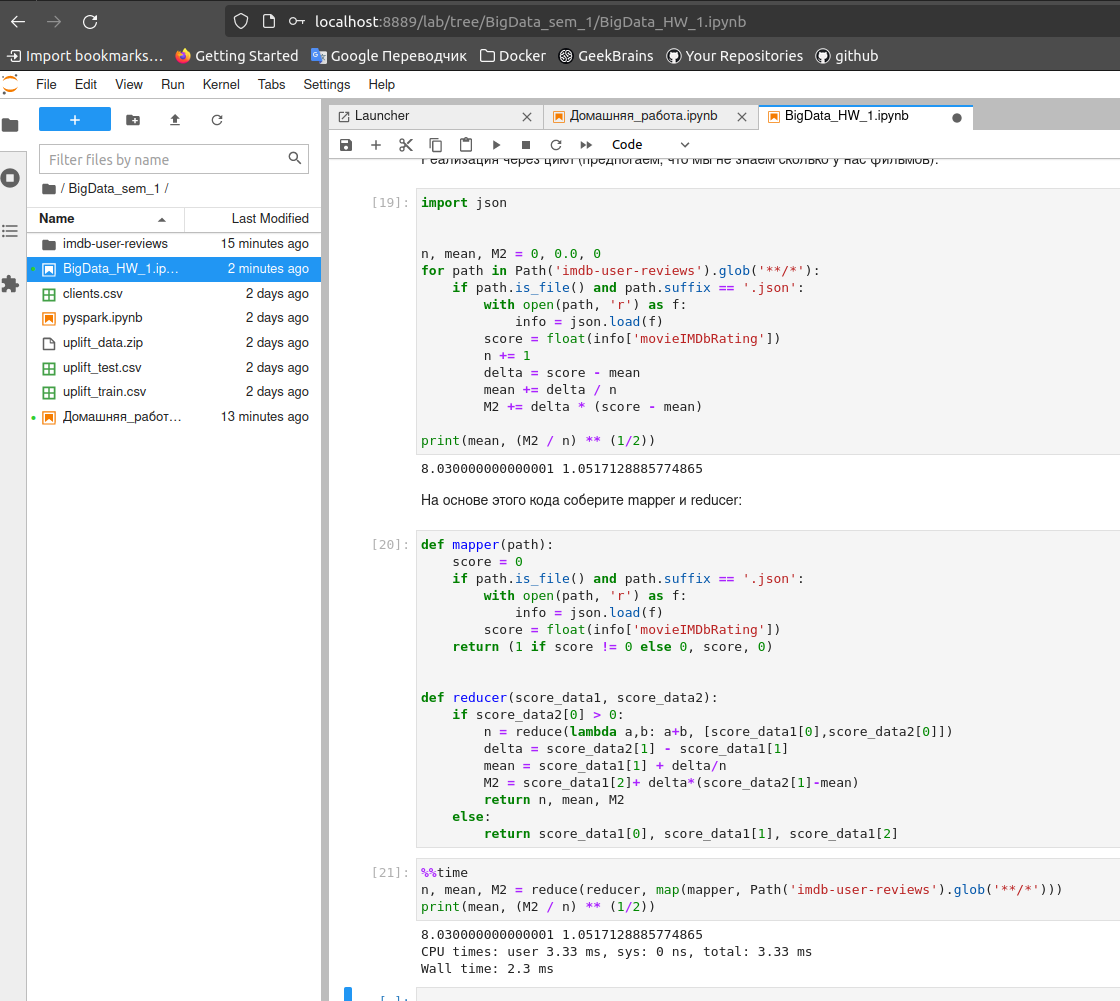 localhost:8889/lab/tree/BigData_sem_1/BigData_HW_1.ipynb
Import bookmarks… Getting Started Google Переводчик Docker GeekBrains Your Repositories github
File Edit View Run Kernel Tabs Settings Help
Filter files by name
/ BigData_sem_1 /
Name Last Modified
imdb-user-reviews 15 minutes ago
BigData_HW_1.ip… 2 minutes ago
clients.csv 2 days ago
pyspark.ipynb 2 days ago
uplift_data.zip 2 days ago
uplift_test.csv 2 days ago
uplift_train.csv 2 days ago
Домашняя_работ… 13 minutes ago
Launcher Домашняя_работа.ipynb BigData_HW_1.ipynb
Code
Реализация через цикл (предпогаем, что мы не знаем сколько у нас фильмов):
[19]: import json
n, mean, M2 = 0, 0.0, 0
for path in Path('imdb-user-reviews').glob('**/*'):
    if path.is_file() and path.suffix == '.json':
        with open(path, 'r') as f:
            info = json.load(f)
        score = float(info['movieIMDbRating'])
        n += 1
        delta = score - mean
        mean += delta / n
        M2 += delta * (score - mean)
print(mean, (M2 / n) ** (1/2))
8.030000000000001 1.0517128885774865
На основе этого кода соберите mapper и reducer:
[20]: def mapper(path):
    score = 0
    if path.is_file() and path.suffix == '.json':
        with open(path, 'r') as f:
            info = json.load(f)
        score = float(info['movieIMDbRating'])
    return (1 if score != 0 else 0, score, 0)
def reducer(score_data1, score_data2):
    if score_data2[0] > 0:
        n = reduce(lambda a,b: a+b, [score_data1[0],score_data2[0]])
        delta = score_data2[1] - score_data1[1]
        mean = score_data1[1] + delta/n
        M2 = score_data1[2]+ delta*(score_data2[1]-mean)
        return n, mean, M2
    else:
        return score_data1[0], score_data1[1], score_data1[2]
[21]: %%time
n, mean, M2 = reduce(reducer, map(mapper, Path('imdb-user-reviews').glob('**/*')))
print(mean, (M2 / n) ** (1/2))
8.030000000000001 1.0517128885774865
CPU times: user 3.33 ms, sys: 0 ns, total: 3.33 ms
Wall time: 2.3 ms